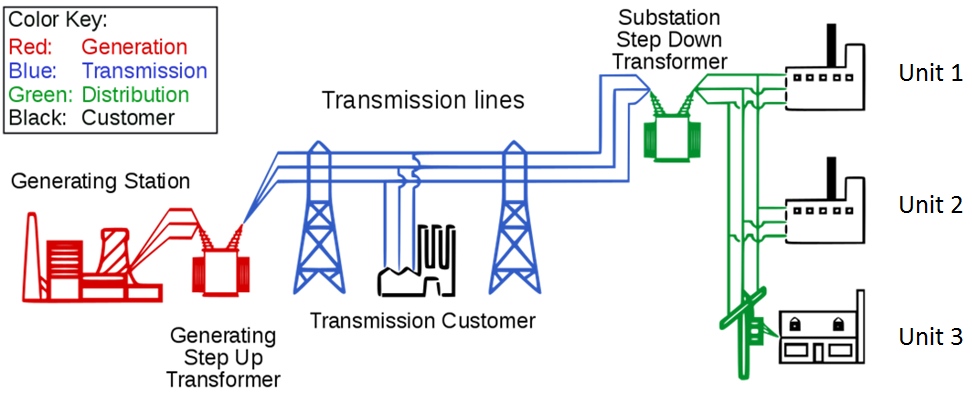 Color Key:
Red: Generation
Blue: Transmission
Green: Distribution
Black: Customer
Substation
Step Down
Transformer
Unit 1
Transmission lines
Generating Station
Unit 2
Transmission Customer
Generating
Step Up
Transformer
Unit 3